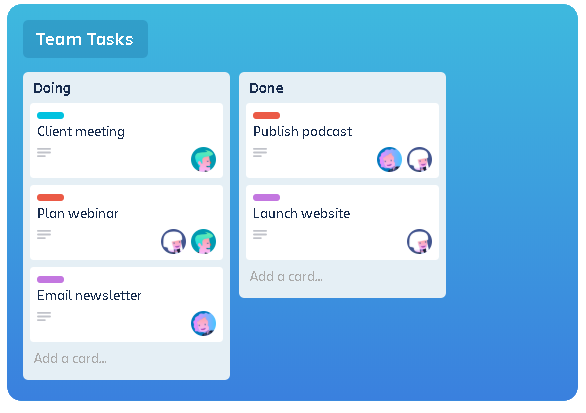 Team Tasks
Doing
Client meeting
Plan webinar
Email newsletter
Add a card...
Done
Publish podcast
Launch website
Add a card...